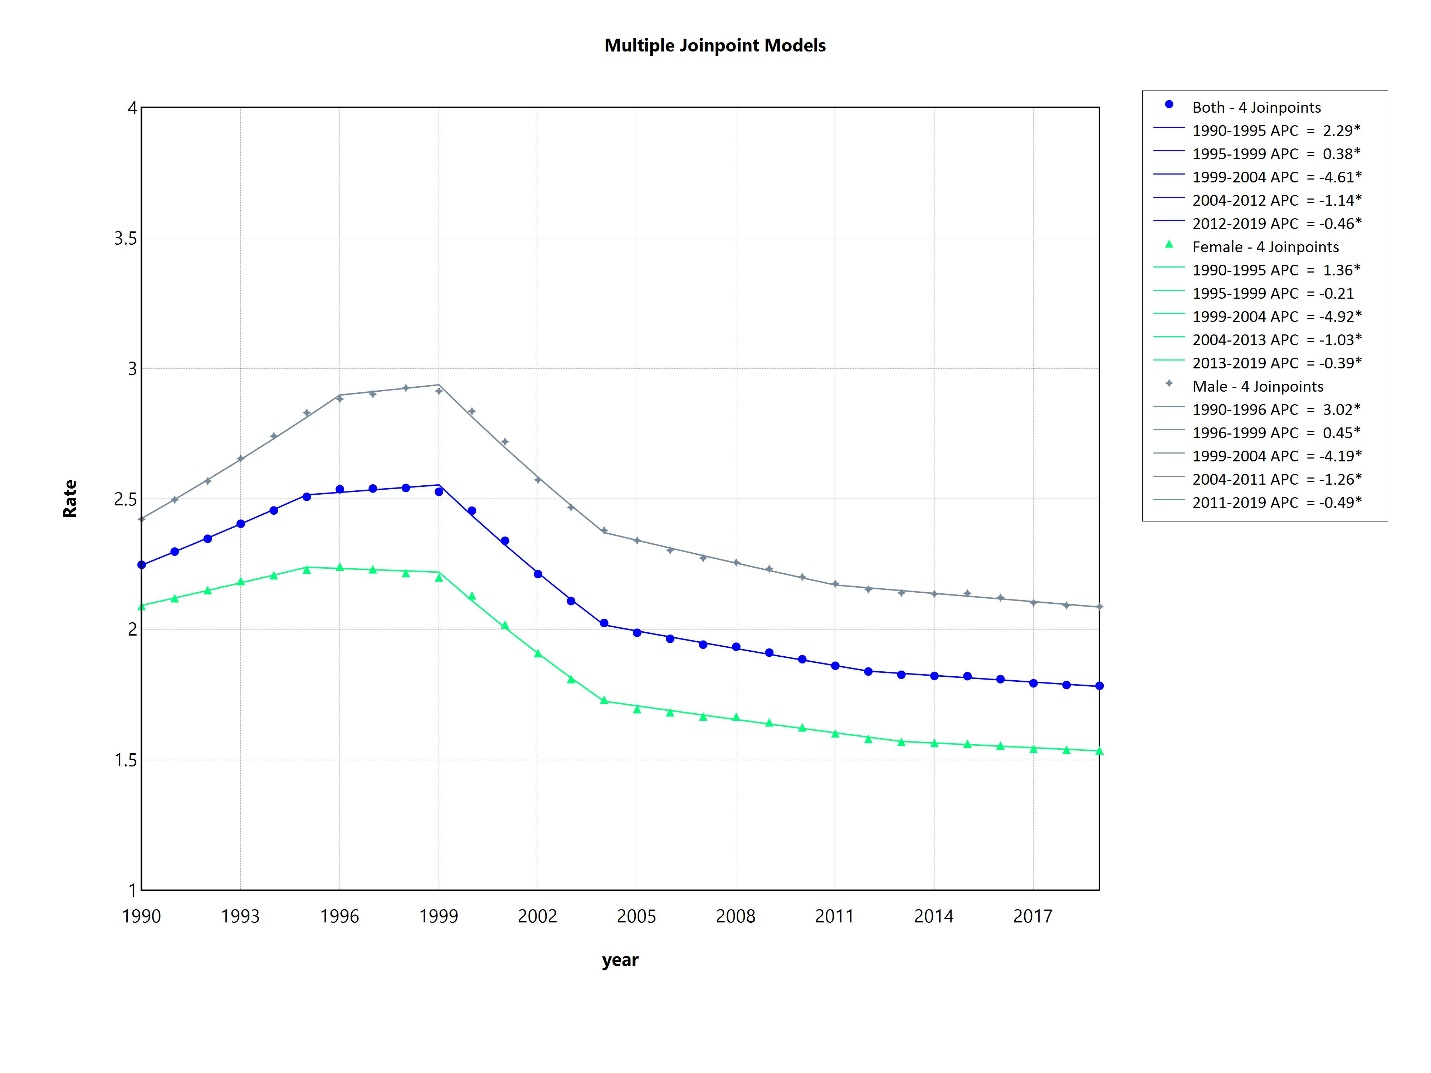 Multiple Joinpoint Models
4
3.5
3
2.5
2
1.5
1
Rate
1990 1993 1996 1999 2002 2005 2008 2011 2014 2017
year
Both - 4 Joinpoints
1990-1995 APC = 2.29*
1995-1999 APC = 0.38*
1999-2004 APC = -4.61*
2004-2012 APC = -1.14*
2012-2019 APC = -0.46*
Female - 4 Joinpoints
1990-1995 APC = 1.36*
1995-1999 APC = -0.21
1999-2004 APC = -4.92*
2004-2013 APC = -1.03*
2013-2019 APC = -0.39*
Male - 4 Joinpoints
1990-1996 APC = 3.02*
1996-1999 APC = 0.45*
1999-2004 APC = -4.19*
2004-2011 APC = -1.26*
2011-2019 APC = -0.49*